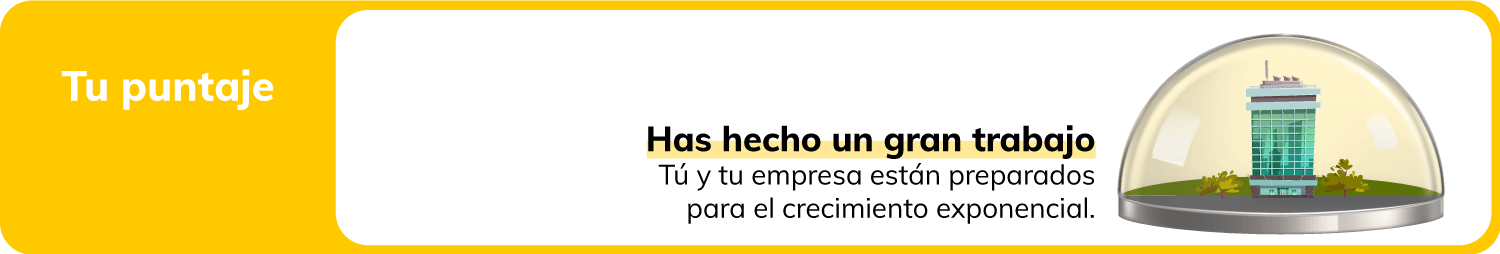 Tu puntaje
Has hecho un gran trabajo
Tú y tu empresa están preparados
para el crecimiento exponencial.